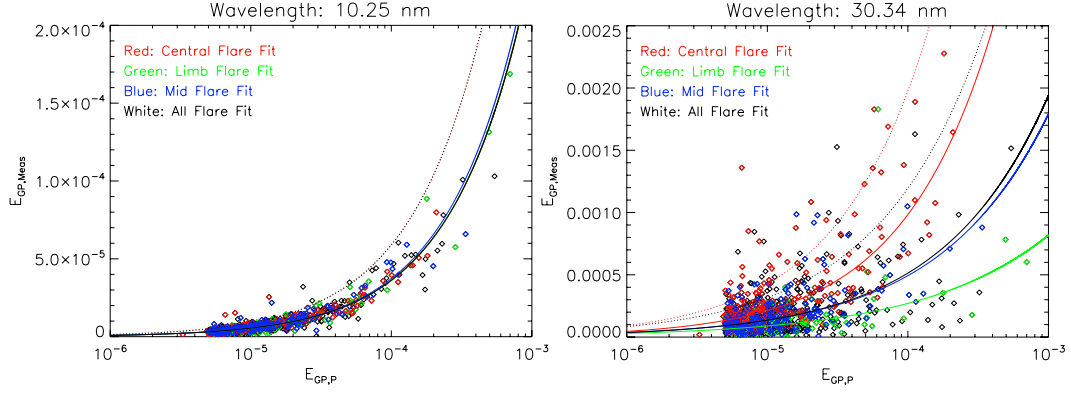 Wavelength: 10.25 nm
Red: Central Flare Fit
Green: Limb Flare Fit
Blue: Mid Flare Fit
White: All Flare Fit
2.0×10⁻⁴
1.5×10⁻⁴
1.0×10⁻⁴
5.0×10⁻⁵
0
E_GP,Meas
10⁻⁶
10⁻⁵
10⁻⁴
10⁻³
E_GP,P
Wavelength: 30.34 nm
Red: Central Flare Fit
Green: Limb Flare Fit
Blue: Mid Flare Fit
White: All Flare Fit
0.0025
0.0020
0.0015
0.0010
0.0005
0.0000
E_GP,Meas
10⁻⁶
10⁻⁵
10⁻⁴
10⁻³
E_GP,P